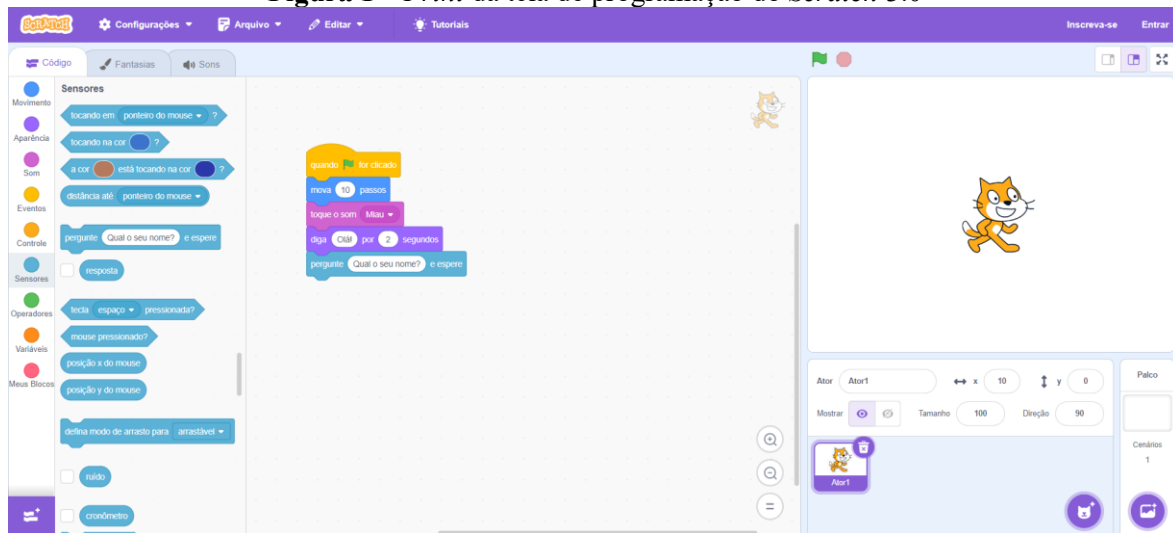 Figura 1 - Print da tela de programação do Scratch 3.0
SCRATCH Configurações Arquivo Editar Tutoriais Inscreva-se Entrar
Código Fantasias Sons
Movimento
Aparência
Som
Eventos
Controle
Sensores
Operadores
Variáveis
Meus Blocos
Sensores
tocando em ponteiro do mouse ?
tocando na cor ?
a cor está tocando na cor ?
distância até ponteiro do mouse
pergunte Qual o seu nome? e espere
resposta
tecla espaço pressionada?
mouse pressionado?
posição x do mouse
posição y do mouse
defina modo de arrasto para arrastável
ruído
cronômetro
quando for clicado
mova 10 passos
toque o som Miau
diga Olá! por 2 segundos
pergunte Qual o seu nome? e espere
Ator Ator1 x 10 y 0
Mostrar Tamanho 100 Direção 90
Ator1
Palco
Cenários
1